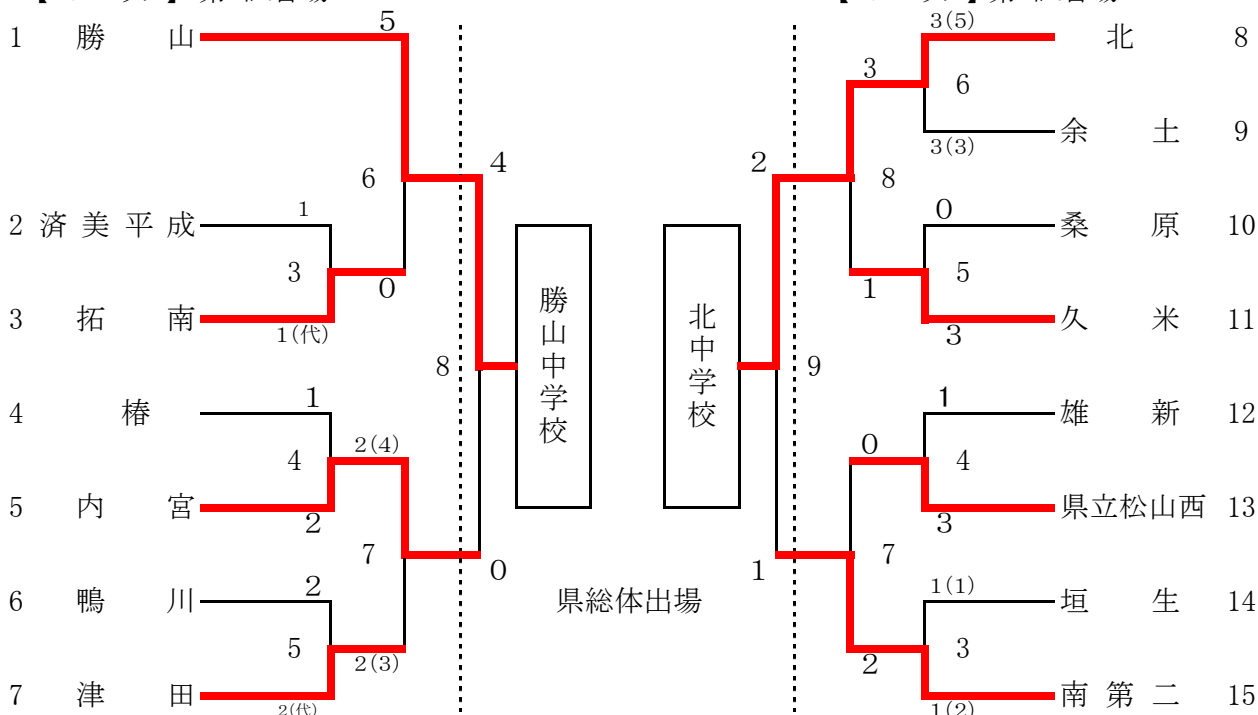 5
3(5)
1 勝 山
北 8
3
6
余 土 9
3(3)
2
4
6
8
1
0
2 済美平成
桑 原 10
3
5
0
1
3 拓 南
久 米 11
1(代)
3
勝山中学校
北中学校
8
9
1
1
4 椿
雄 新 12
2(4)
0
4
4
5 内 宮
県立松山西 13
2
3
7
7
0
1
2
1(1)
6 鴨 川
県総体出場
垣 生 14
5
3
2(3)
2
7 津 田
南第二 15
2(代)
1(2)